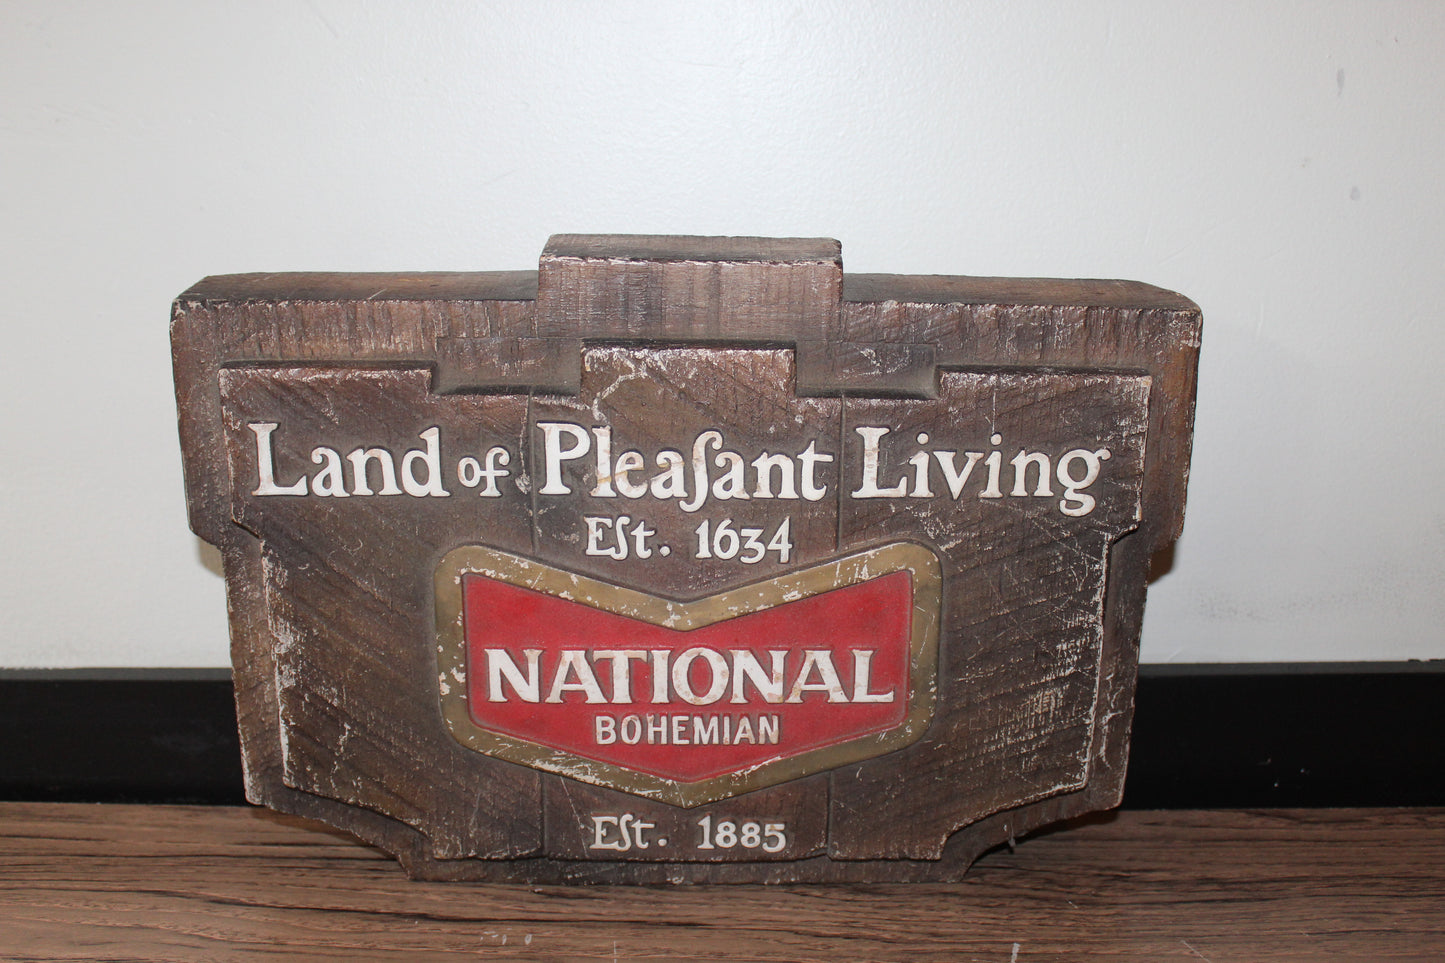 Land of Pleaſant Living
Eſt. 1634
NATIONAL
BOHEMIAN
Eſt. 1885